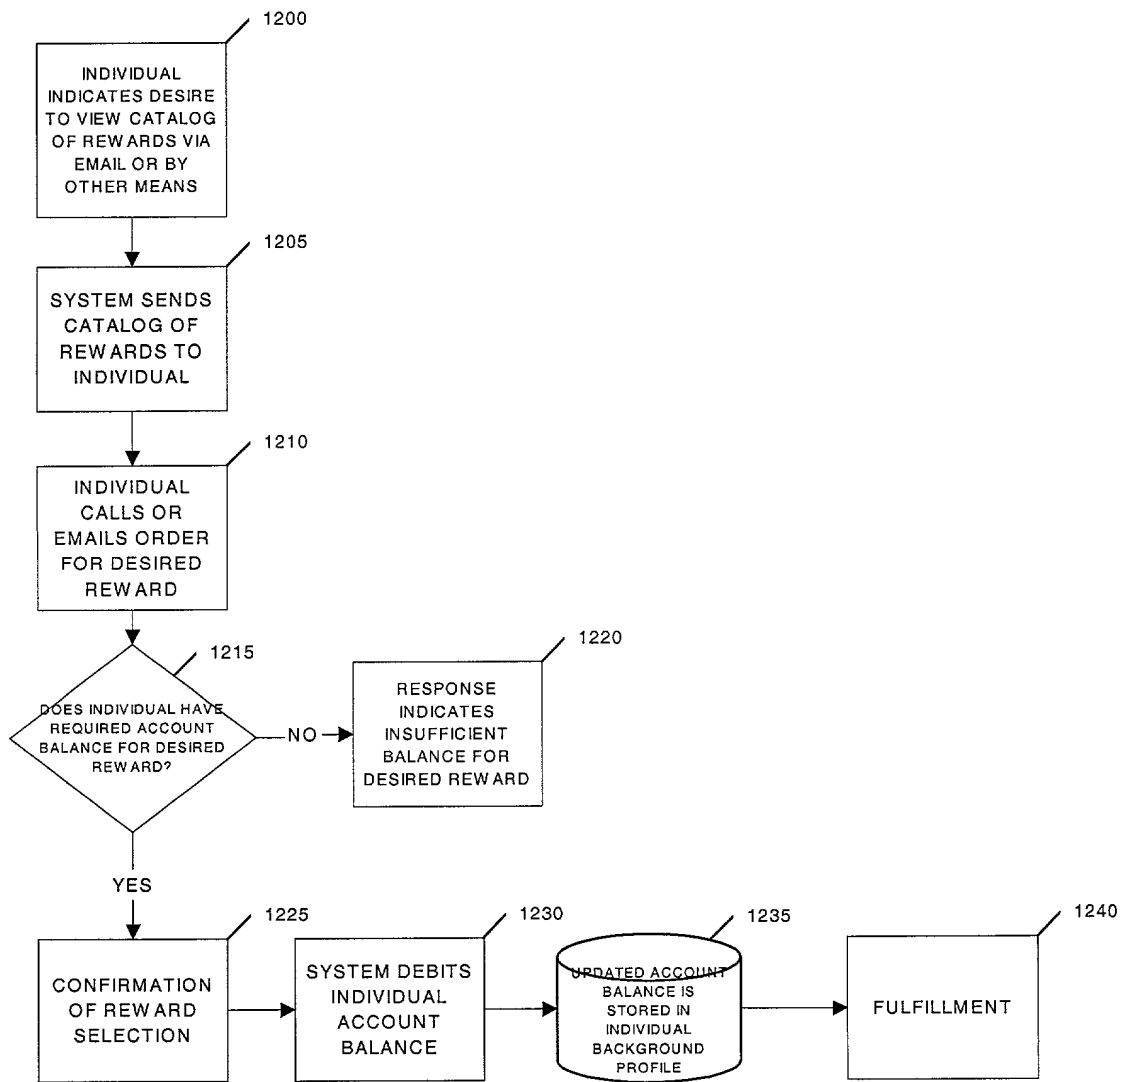 1200
INDIVIDUAL
INDICATES DESIRE
TO VIEW CATALOG
OF REWARDS VIA
EMAIL OR BY
OTHER MEANS
1205
SYSTEM SENDS
CATALOG OF
REWARDS TO
INDIVIDUAL
1210
INDIVIDUAL
CALLS OR
EMAILS ORDER
FOR DESIRED
REWARD
1215
DOES INDIVIDUAL HAVE
REQUIRED ACCOUNT
BALANCE FOR DESIRED
REWARD?
NO
1220
RESPONSE
INDICATES
INSUFFICIENT
BALANCE FOR
DESIRED REWARD
YES
1225
CONFIRMATION
OF REWARD
SELECTION
1230
SYSTEM DEBITS
INDIVIDUAL
ACCOUNT
BALANCE
1235
UPDATED ACCOUNT
BALANCE IS
STORED IN
INDIVIDUAL
BACKGROUND
PROFILE
1240
FULFILLMENT